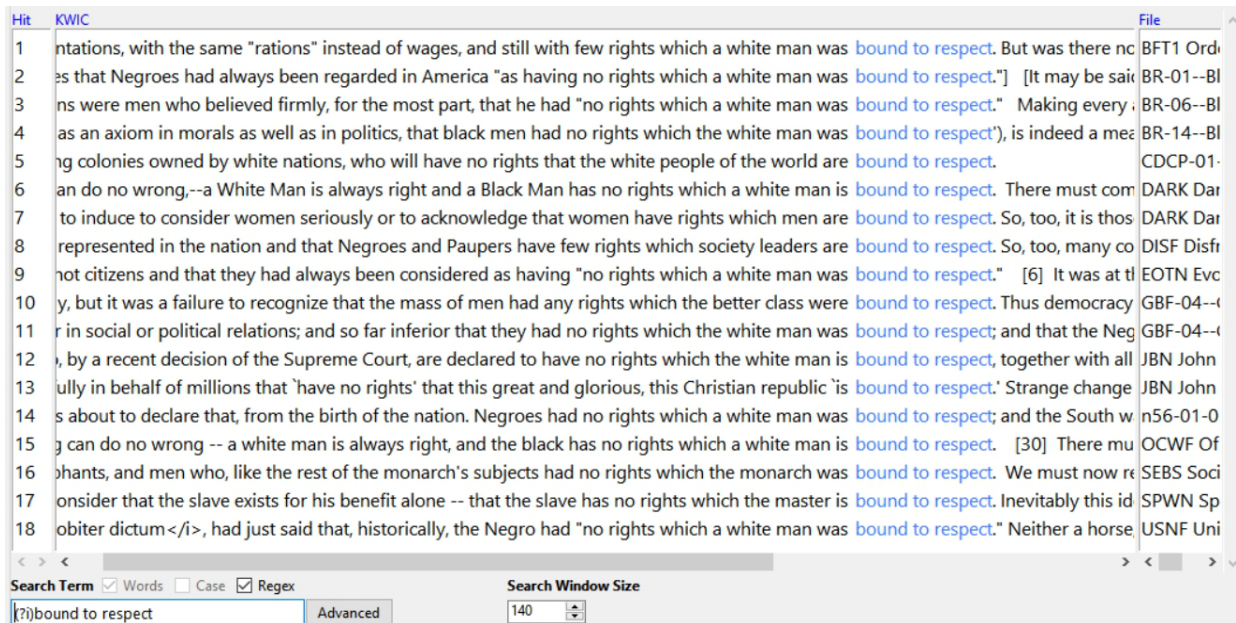 Hit KWIC File
1 ntations, with the same "rations" instead of wages, and still with few rights which a white man was bound to respect. But was there no BFT1 Ord
2 es that Negroes had always been regarded in America "as having no rights which a white man was bound to respect."] [It may be said BR-01--Bl
3 ns were men who believed firmly, for the most part, that he had "no rights which a white man was bound to respect." Making every BR-06--Bl
4 as an axiom in morals as well as in politics, that black men had no rights which the white man was bound to respect'), is indeed a mea BR-14--Bl
5 ng colonies owned by white nations, who will have no rights that the white people of the world are bound to respect. CDCP-01-
6 an do no wrong,--a White Man is always right and a Black Man has no rights which a white man is bound to respect. There must com DARK Dar
7 to induce to consider women seriously or to acknowledge that women have rights which men are bound to respect. So, too, it is thos DARK Dar
8 represented in the nation and that Negroes and Paupers have few rights which society leaders are bound to respect. So, too, many co DISF Disfr
9 not citizens and that they had always been considered as having "no rights which a white man was bound to respect." [6] It was at th EOTN Evo
10 y, but it was a failure to recognize that the mass of men had any rights which the better class were bound to respect. Thus democracy GBF-04--
11 r in social or political relations; and so far inferior that they had no rights which the white man was bound to respect; and that the Neg GBF-04--
12 , by a recent decision of the Supreme Court, are declared to have no rights which the white man is bound to respect, together with all JBN John
13 ully in behalf of millions that `have no rights' that this great and glorious, this Christian republic `is bound to respect.' Strange change JBN John
14 s about to declare that, from the birth of the nation. Negroes had no rights which a white man was bound to respect; and the South w n56-01-0
15 g can do no wrong -- a white man is always right, and the black has no rights which a white man is bound to respect. [30] There mu OCWF Of
16 phants, and men who, like the rest of the monarch's subjects had no rights which the monarch was bound to respect. We must now re SEBS Soci
17 onsider that the slave exists for his benefit alone -- that the slave has no rights which the master is bound to respect. Inevitably this id SPWN Sp
18 obiter dictum</i>, had just said that, historically, the Negro had "no rights which a white man was bound to respect." Neither a horse, USNF Uni
Search Term Words Case Regex Search Window Size
(?i)bound to respect Advanced 140